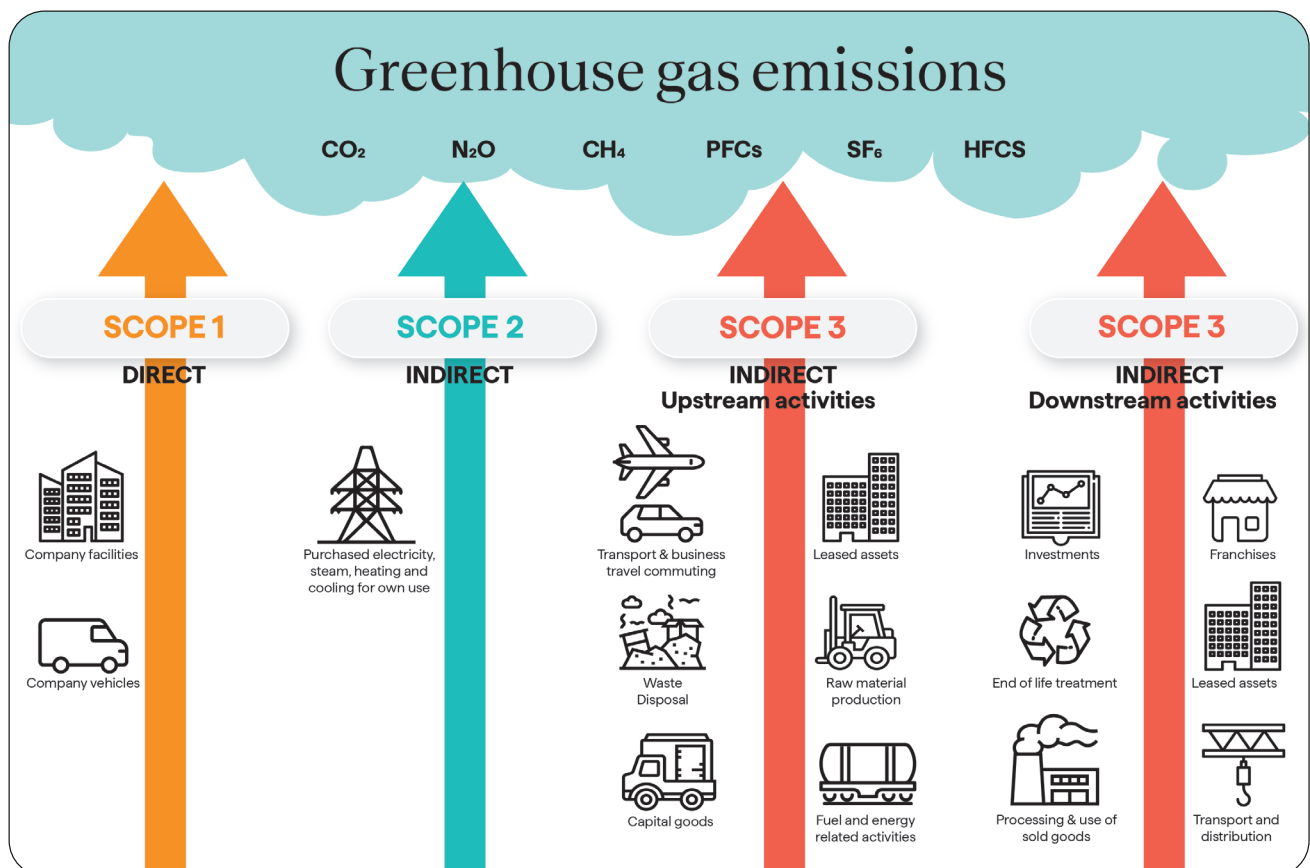 Greenhouse gas emissions
CO₂ N₂O CH₄ PFCs SF₆ HFCS
SCOPE 1
DIRECT
Company facilities
Company vehicles
SCOPE 2
INDIRECT
Purchased electricity,
steam, heating and
cooling for own use
SCOPE 3
INDIRECT
Upstream activities
Transport & business
travel commuting
Leased assets
Waste
Disposal
Raw material
production
Capital goods
Fuel and energy
related activities
SCOPE 3
INDIRECT
Downstream activities
Investments
Franchises
End of life treatment
Leased assets
Processing & use of
sold goods
Transport and
distribution